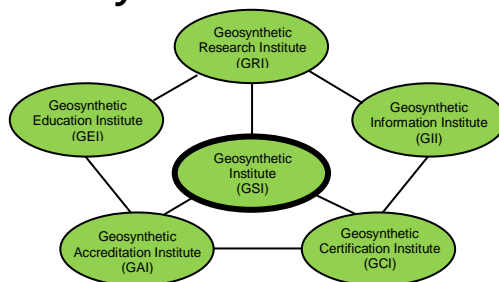 Geosynthetic
Research Institute
(GRI)
Geosynthetic
Education Institute
(GEI)
Geosynthetic
Information Institute
(GII)
Geosynthetic
Institute
(GSI)
Geosynthetic
Accreditation Institute
(GAI)
Geosynthetic
Certification Institute
(GCI)